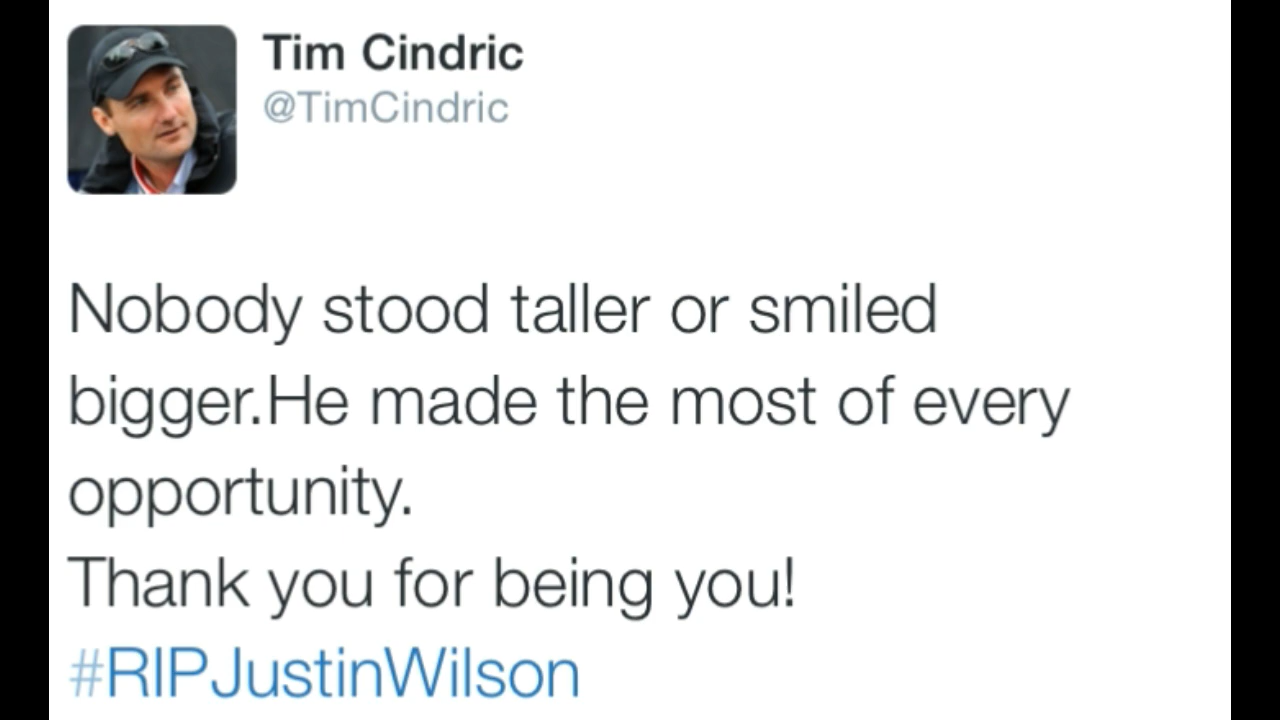 Tim Cindric
@TimCindric
Nobody stood taller or smiled
bigger.He made the most of every
opportunity.
Thank you for being you!
#RIPJustinWilson